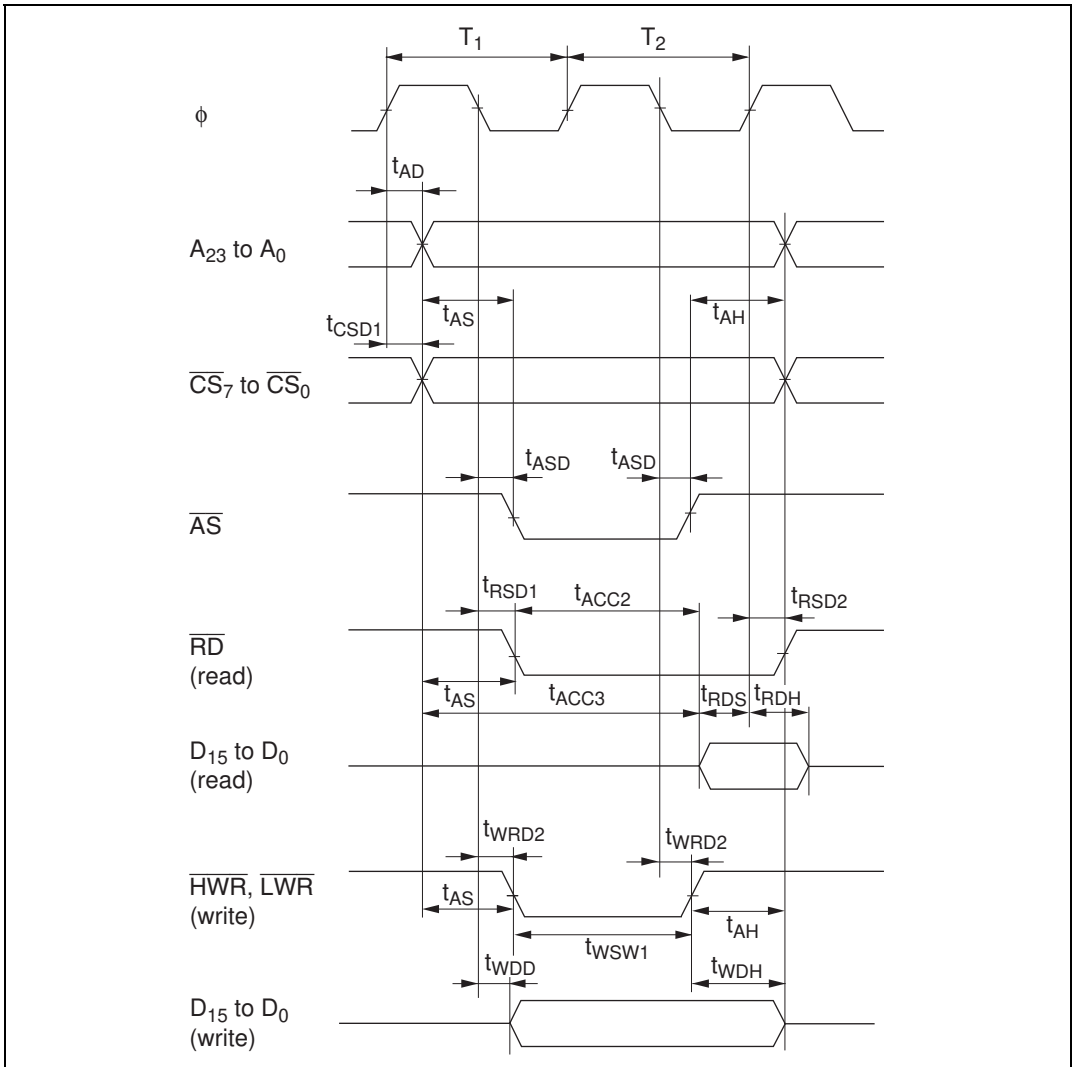 T1 T2
φ
tAD
A23 to A0
tAS tAH
tCSD1
CS7 to CS0
tASD tASD
AS
tRSD1 tACC2 tRSD2
RD
(read)
tAS tACC3 tRDS tRDH
D15 to D0
(read)
tWRD2 tWRD2
HWR, LWR
(write)
tAS tAH
tWSW1
tWDD tWDH
D15 to D0
(write)